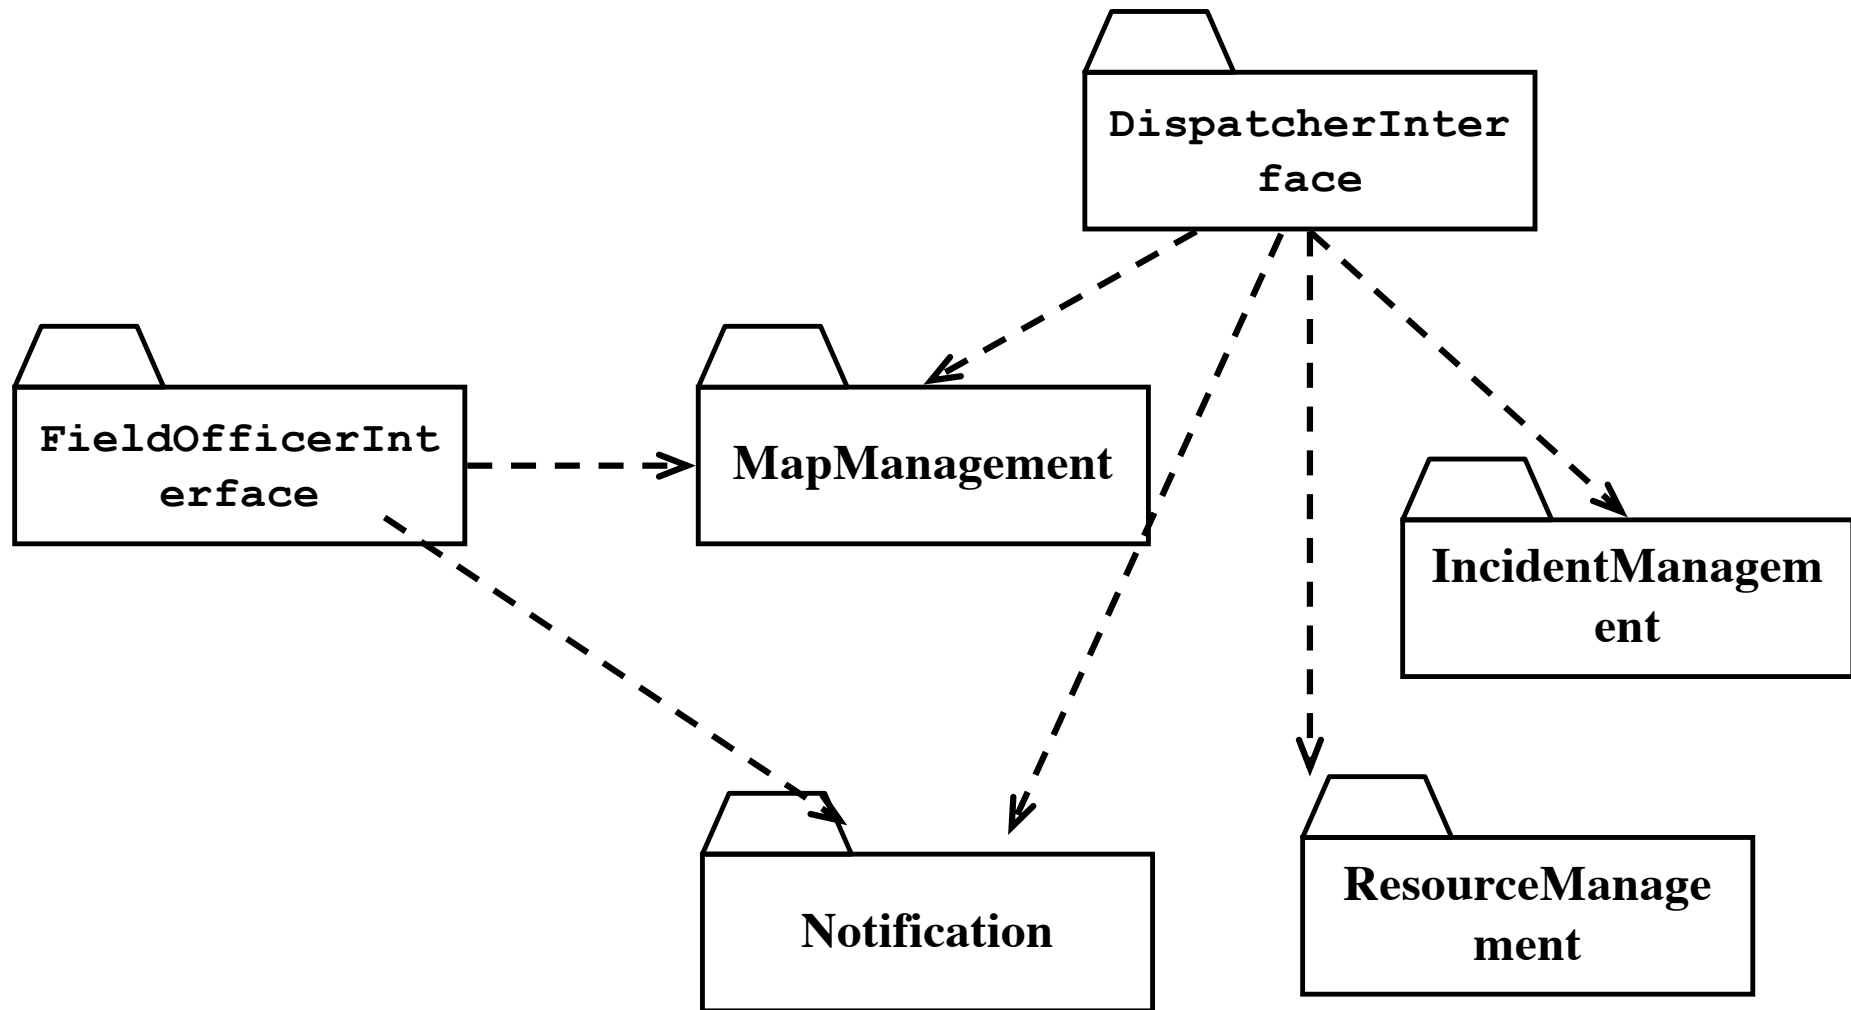 DispatcherInter
face
FieldOfficerInt
erface
MapManagement
IncidentManagem
ent
ResourceManage
ment
Notification